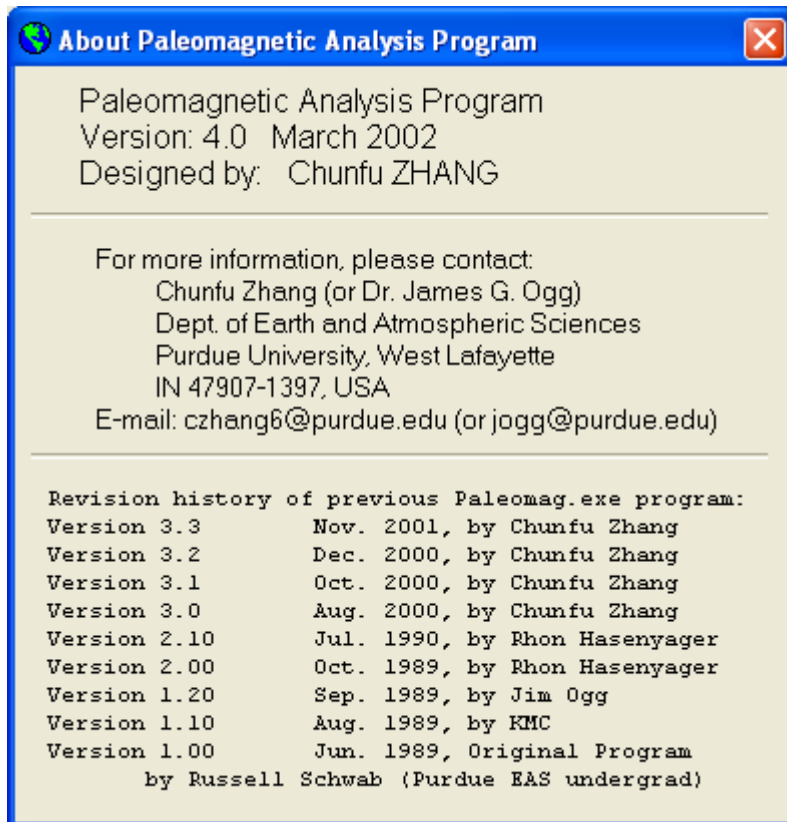 About Paleomagnetic Analysis Program
Paleomagnetic Analysis Program
Version: 4.0 March 2002
Designed by: Chunfu ZHANG
For more information, please contact:
Chunfu Zhang (or Dr. James G. Ogg)
Dept. of Earth and Atmospheric Sciences
Purdue University, West Lafayette
IN 47907-1397, USA
E-mail: czhang6@purdue.edu (or jogg@purdue.edu)
Revision history of previous Paleomag.exe program:
Version 3.3 Nov. 2001, by Chunfu Zhang
Version 3.2 Dec. 2000, by Chunfu Zhang
Version 3.1 Oct. 2000, by Chunfu Zhang
Version 3.0 Aug. 2000, by Chunfu Zhang
Version 2.10 Jul. 1990, by Rhon Hasenyager
Version 2.00 Oct. 1989, by Rhon Hasenyager
Version 1.20 Sep. 1989, by Jim Ogg
Version 1.10 Aug. 1989, by KMC
Version 1.00 Jun. 1989, Original Program
by Russell Schwab (Purdue EAS undergrad)